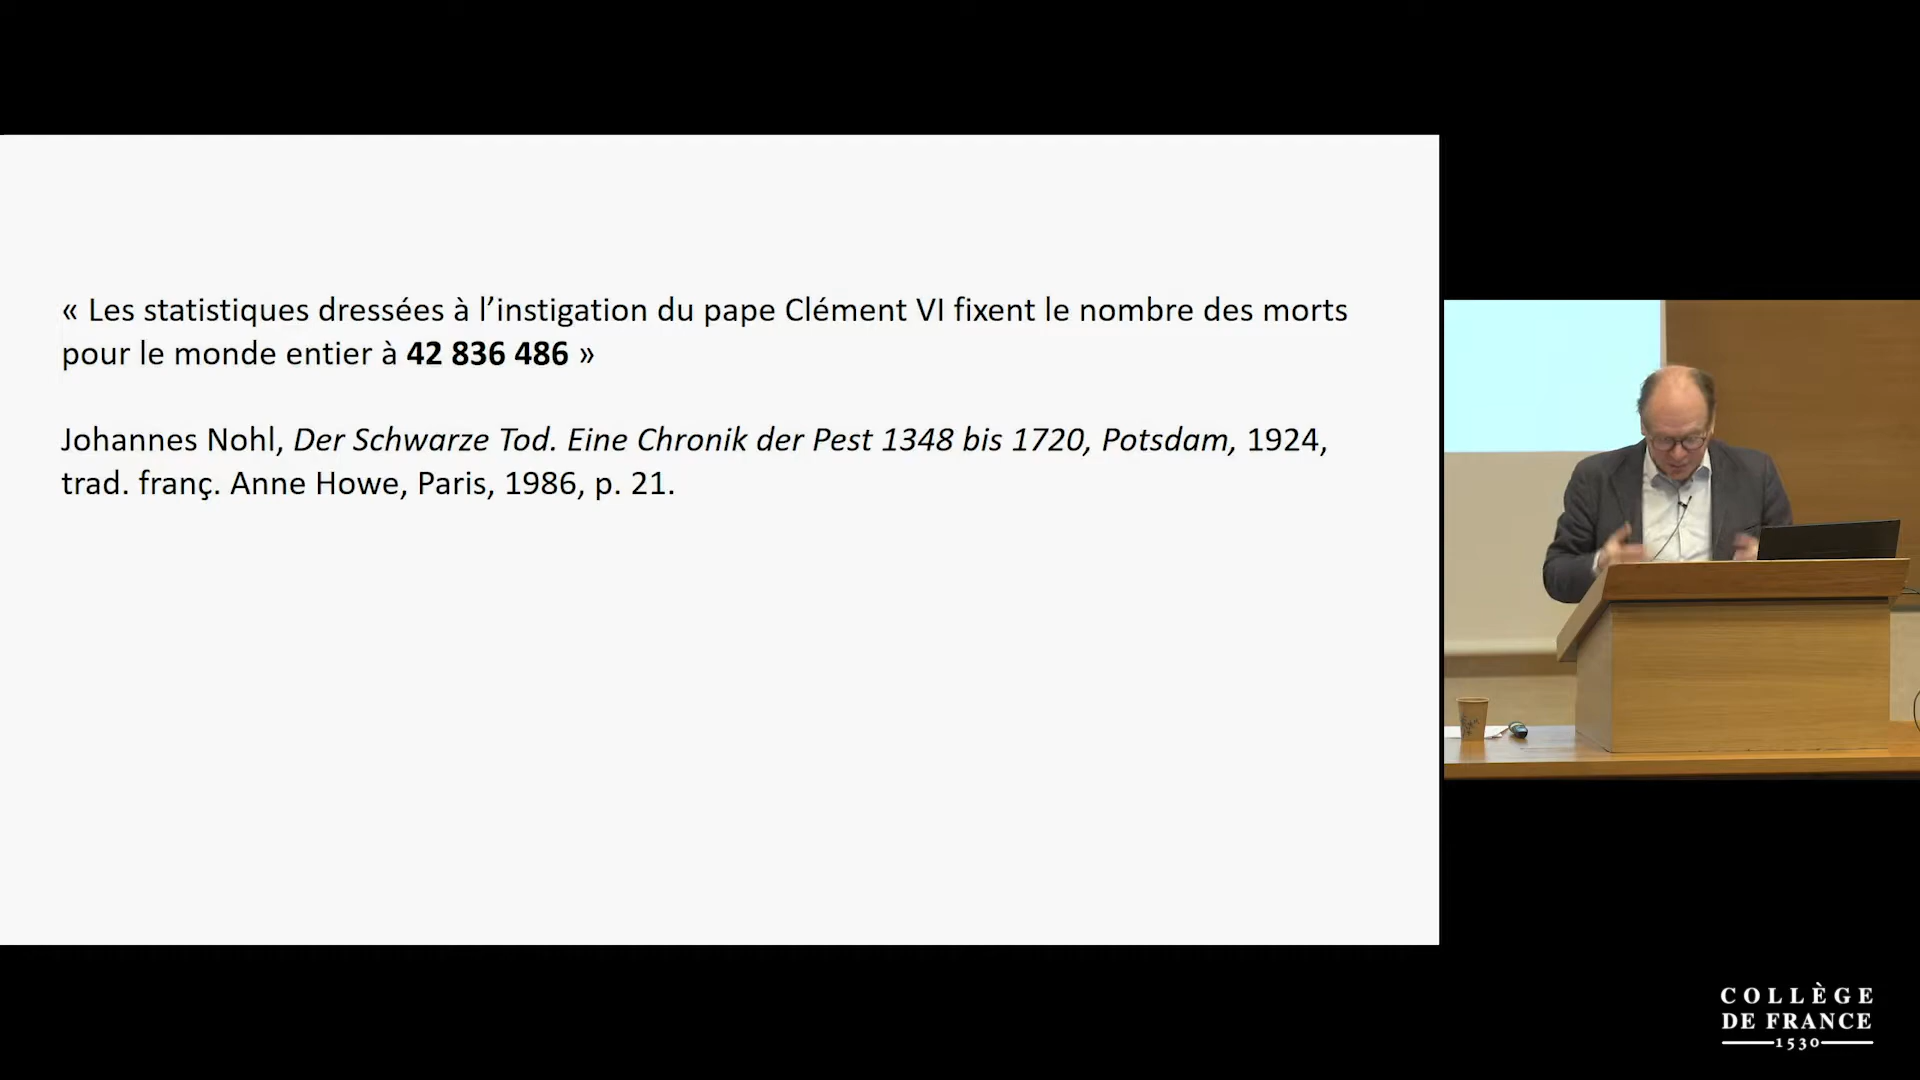 « Les statistiques dressées à l’instigation du pape Clément VI fixent le nombre des morts
pour le monde entier à 42 836 486 »
Johannes Nohl, Der Schwarze Tod. Eine Chronik der Pest 1348 bis 1720, Potsdam, 1924,
trad. franç. Anne Howe, Paris, 1986, p. 21.
COLLÈGE
DE FRANCE
1530